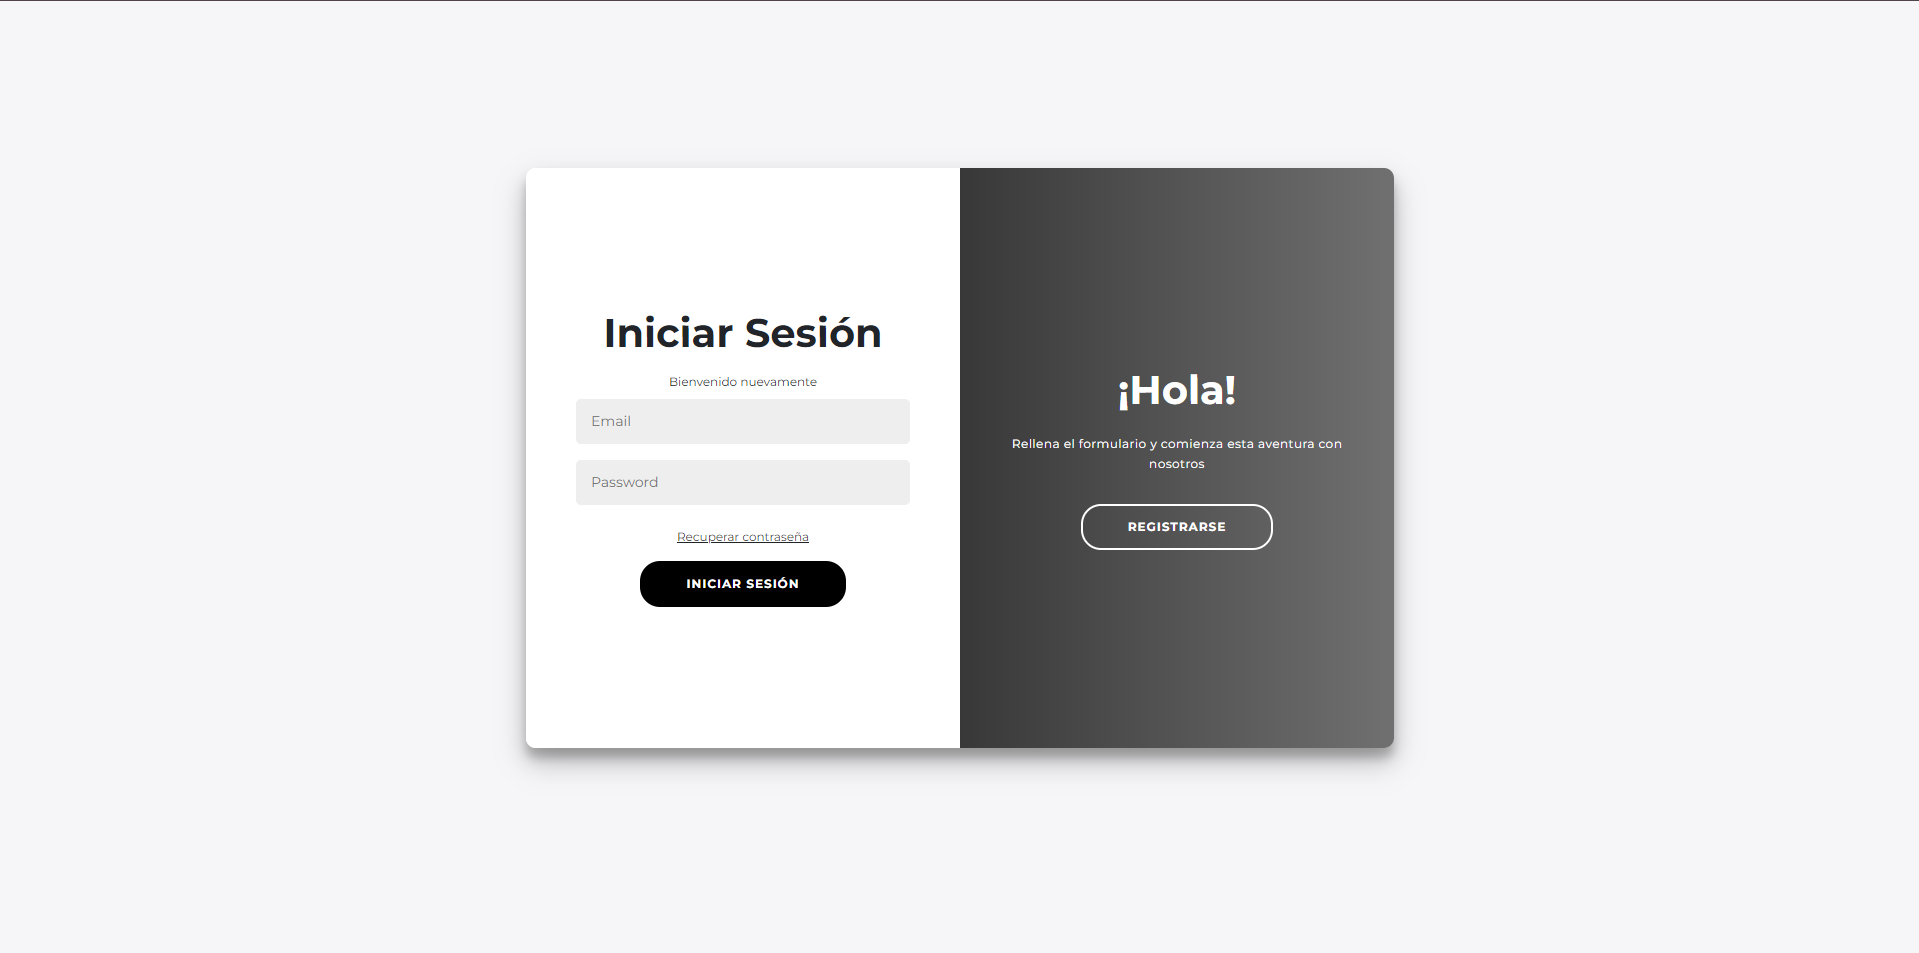 Iniciar Sesión
Bienvenido nuevamente
Email
Password
Recuperar contraseña
INICIAR SESIÓN
¡Hola!
Rellena el formulario y comienza esta aventura con
nosotros
REGISTRARSE